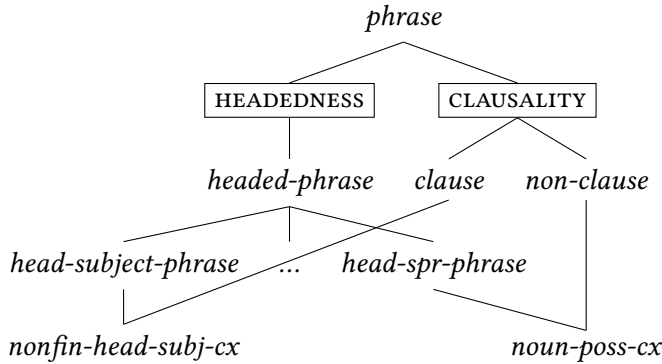 phrase
HEADEDNESS CLAUSALITY
headed-phrase clause non-clause
head-subject-phrase ... head-spr-phrase
nonfin-head-subj-cx noun-poss-cx